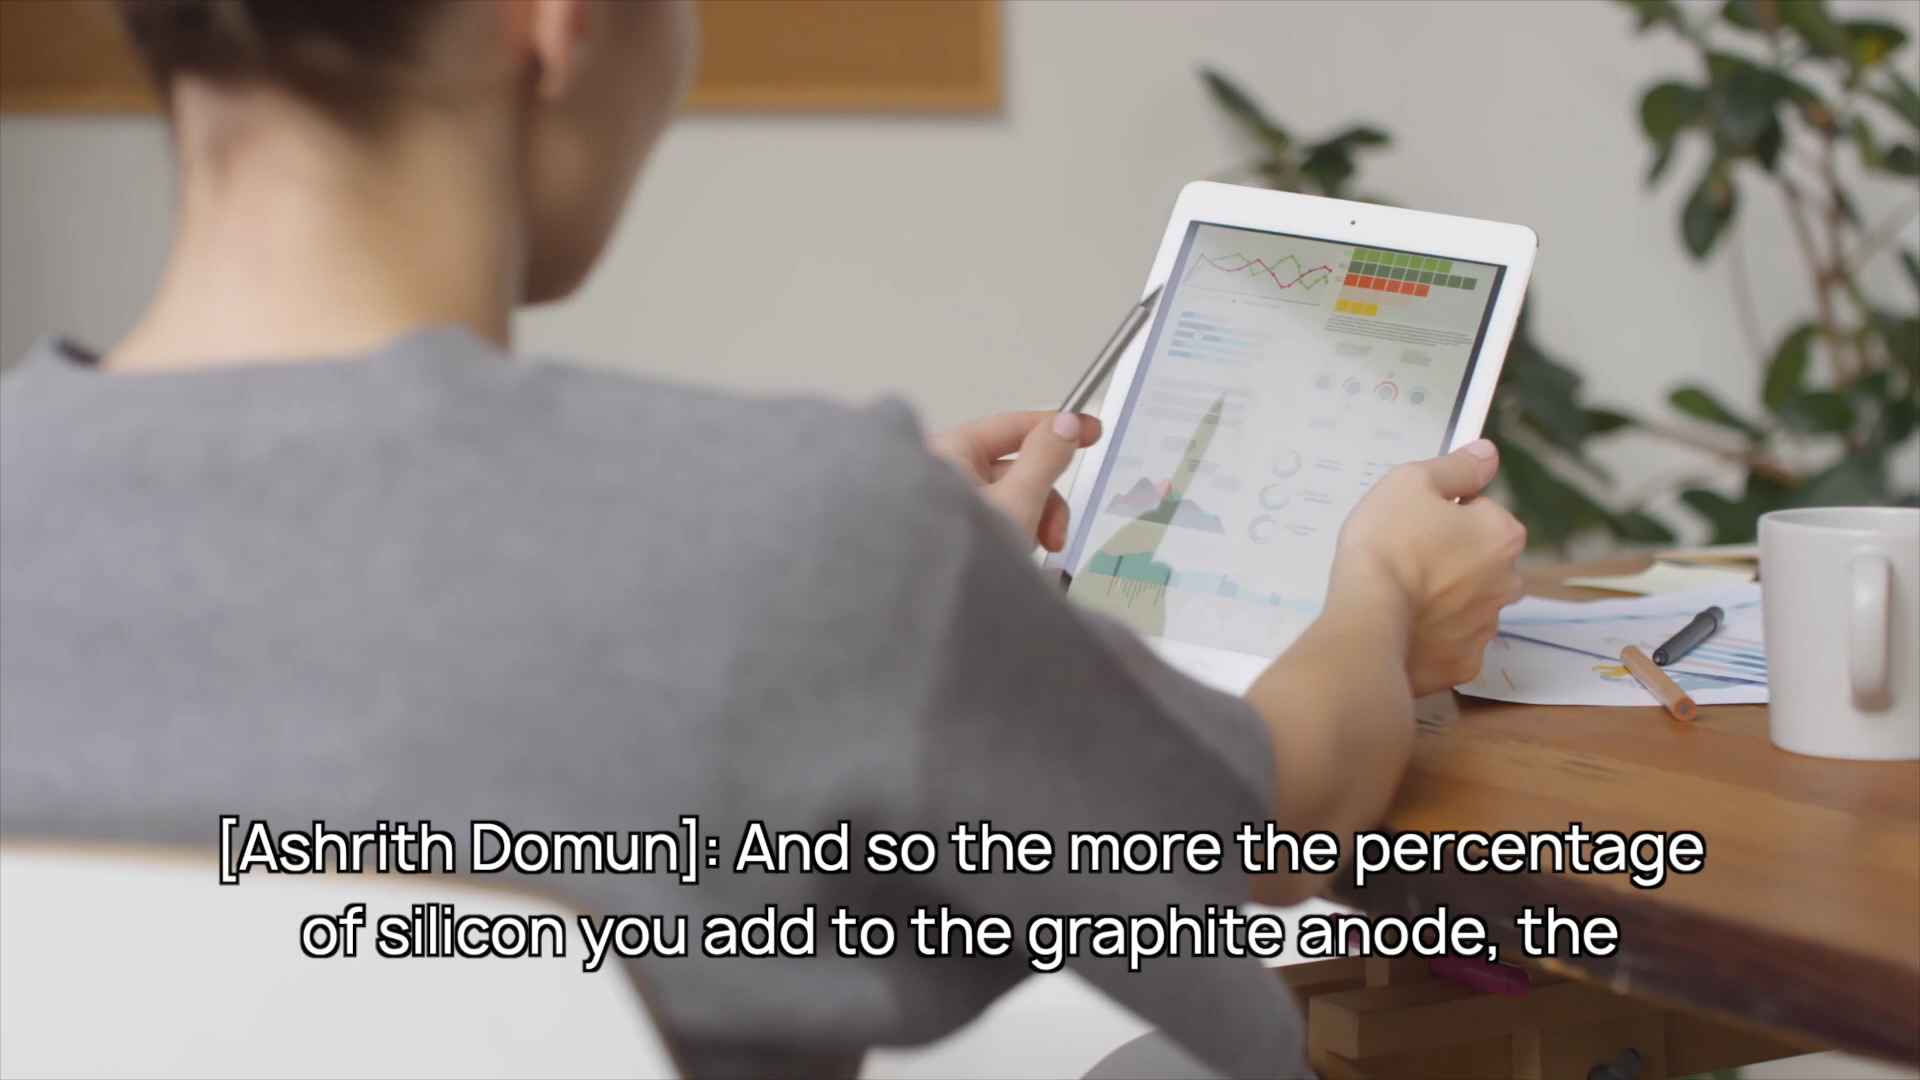 [Ashrith Domun]: And so the more the percentage
of silicon you add to the graphite anode, the